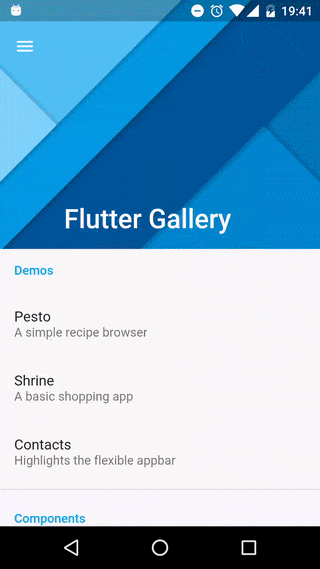 19:41
Flutter Gallery
Demos
Pesto
A simple recipe browser
Shrine
A basic shopping app
Contacts
Highlights the flexible appbar
Components